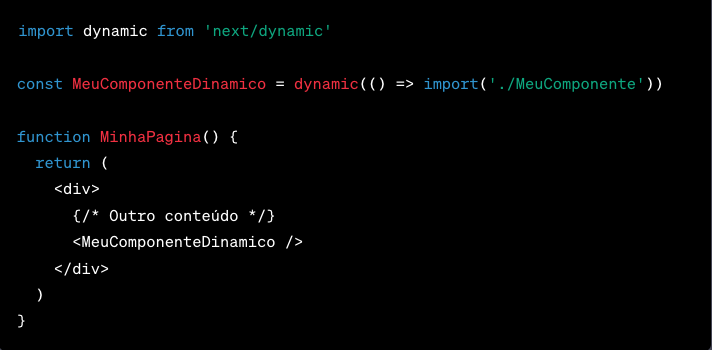 import dynamic from 'next/dynamic'
const MeuComponenteDinamico = dynamic(() => import('./MeuComponente'))
function MinhaPagina() {
return (
<div>
{/* Outro conteúdo */}
<MeuComponenteDinamico />
</div>
)
}